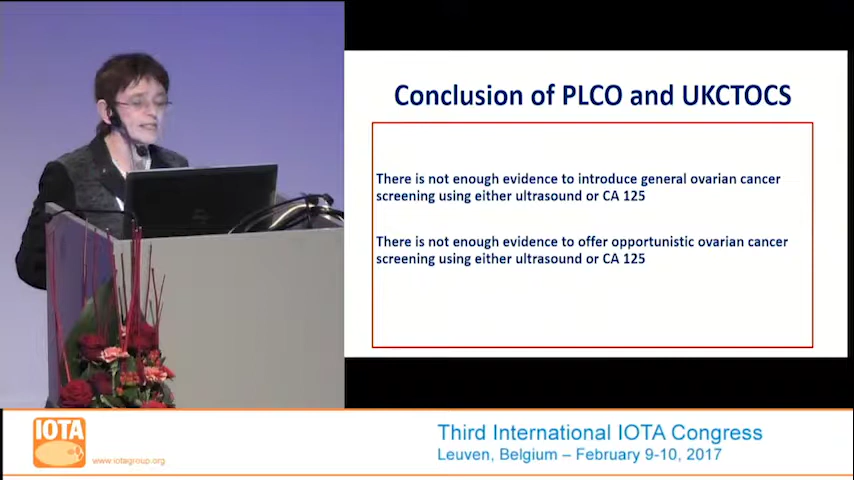 Conclusion of PLCO and UKCTOCS
There is not enough evidence to introduce general ovarian cancer
screening using either ultrasound or CA 125
There is not enough evidence to offer opportunistic ovarian cancer
screening using either ultrasound or CA 125
IOTA
www.iotagroup.org
Third International IOTA Congress
Leuven, Belgium – February 9-10, 2017